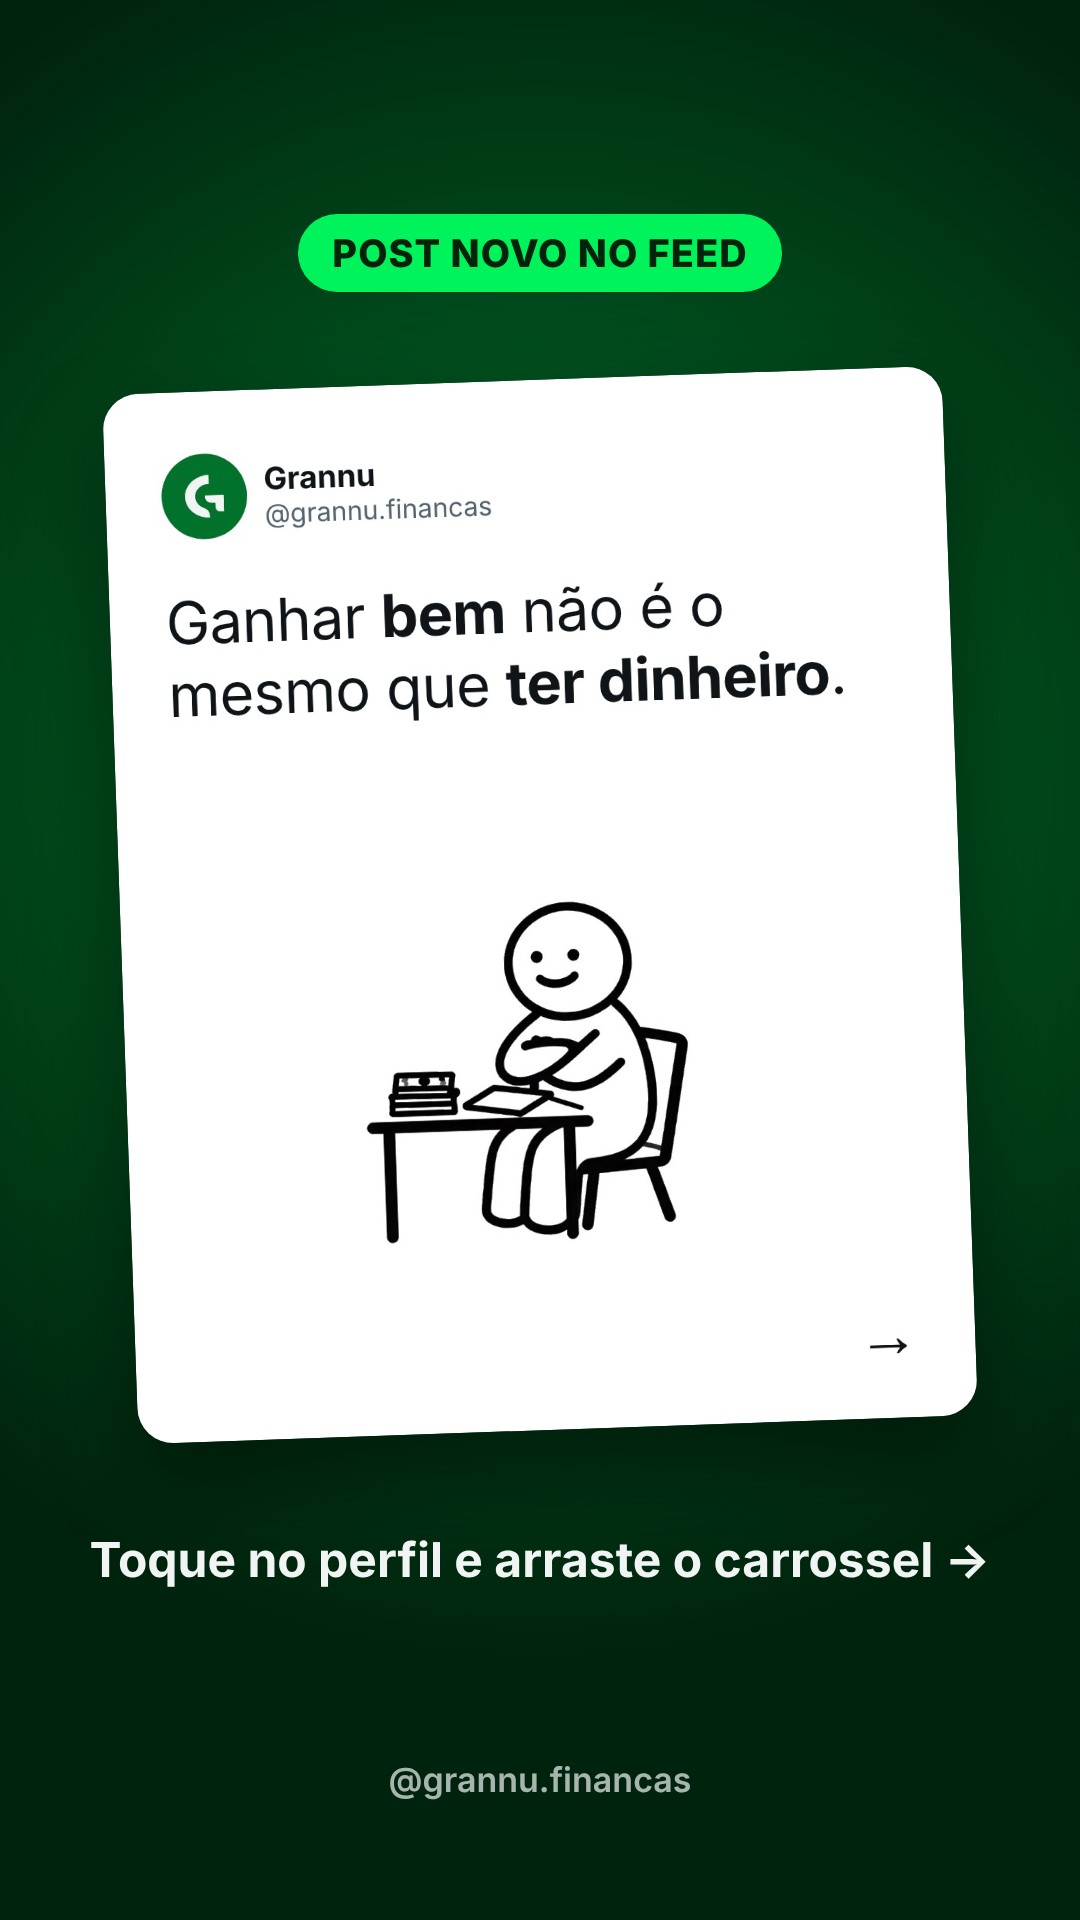 POST NOVO NO FEED
Grannu
@grannu.financas
Ganhar bem não é o
mesmo que ter dinheiro.
→
Toque no perfil e arraste o carrossel →
@grannu.financas